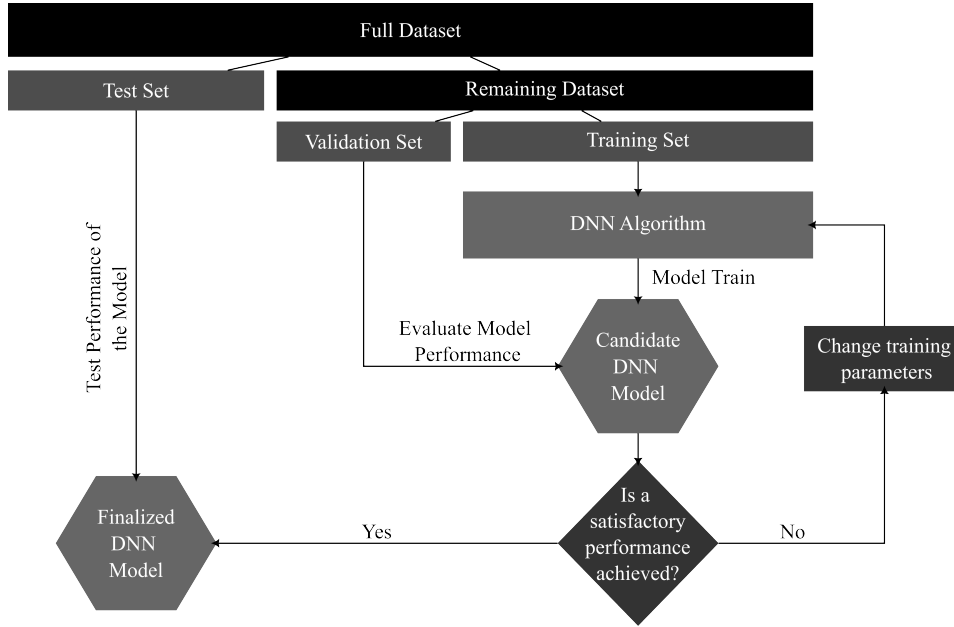 Full Dataset
Test Set
Remaining Dataset
Validation Set
Training Set
DNN Algorithm
Model Train
Test Performance of
the Model
Evaluate Model
Performance
Candidate
DNN
Model
Change training
parameters
Is a
satisfactory
performance
achieved?
Yes
No
Finalized
DNN
Model